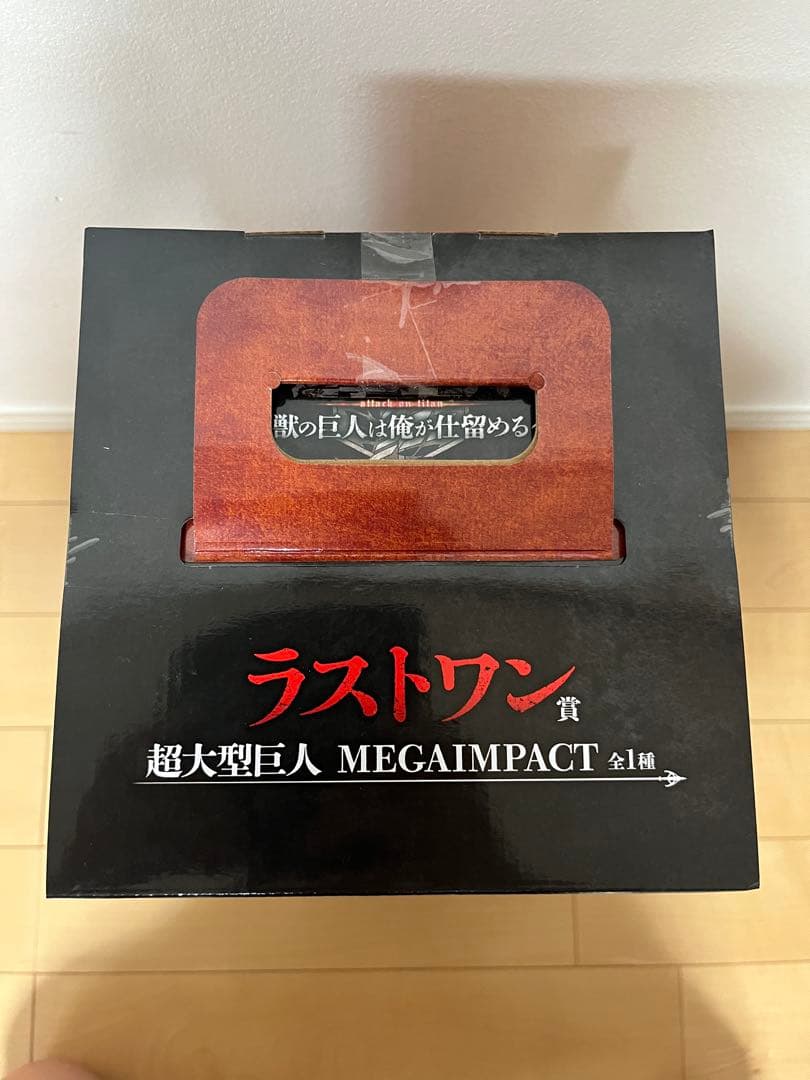 attack on titan
獣の巨人は俺が仕留める
ラストワン賞
超大型巨人 MEGAIMPACT 全1種